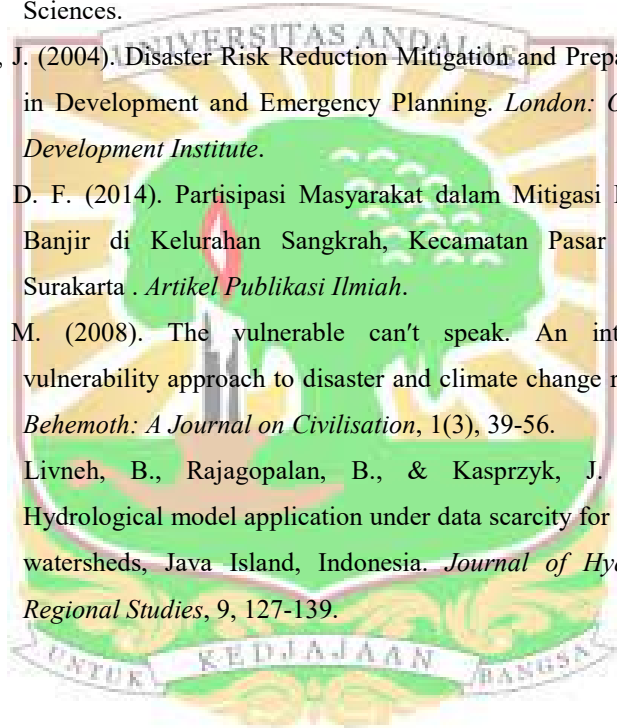 Sciences.
UNIVERSITAS ANDALAS
, J. (2004). Disaster Risk Reduction Mitigation and
in Development and Emergency Planning. London:
Development Institute.
D. F. (2014). Partisipasi Masyarakat dalam Mitigasi
Banjir di Kelurahan Sangkrah, Kecamatan Pasar
Surakarta . Artikel Publikasi Ilmiah.
M. (2008). The vulnerable can't speak. An
vulnerability approach to disaster and climate change
Behemoth: A Journal on Civilisation, 1(3), 39-56.
Livneh, B., Rajagopalan, B., & Kasprzyk, J.
Hydrological model application under data scarcity for
watersheds, Java Island, Indonesia. Journal of
Regional Studies, 9, 127-139.
UNTUK KEDJAJAAN BANGSA